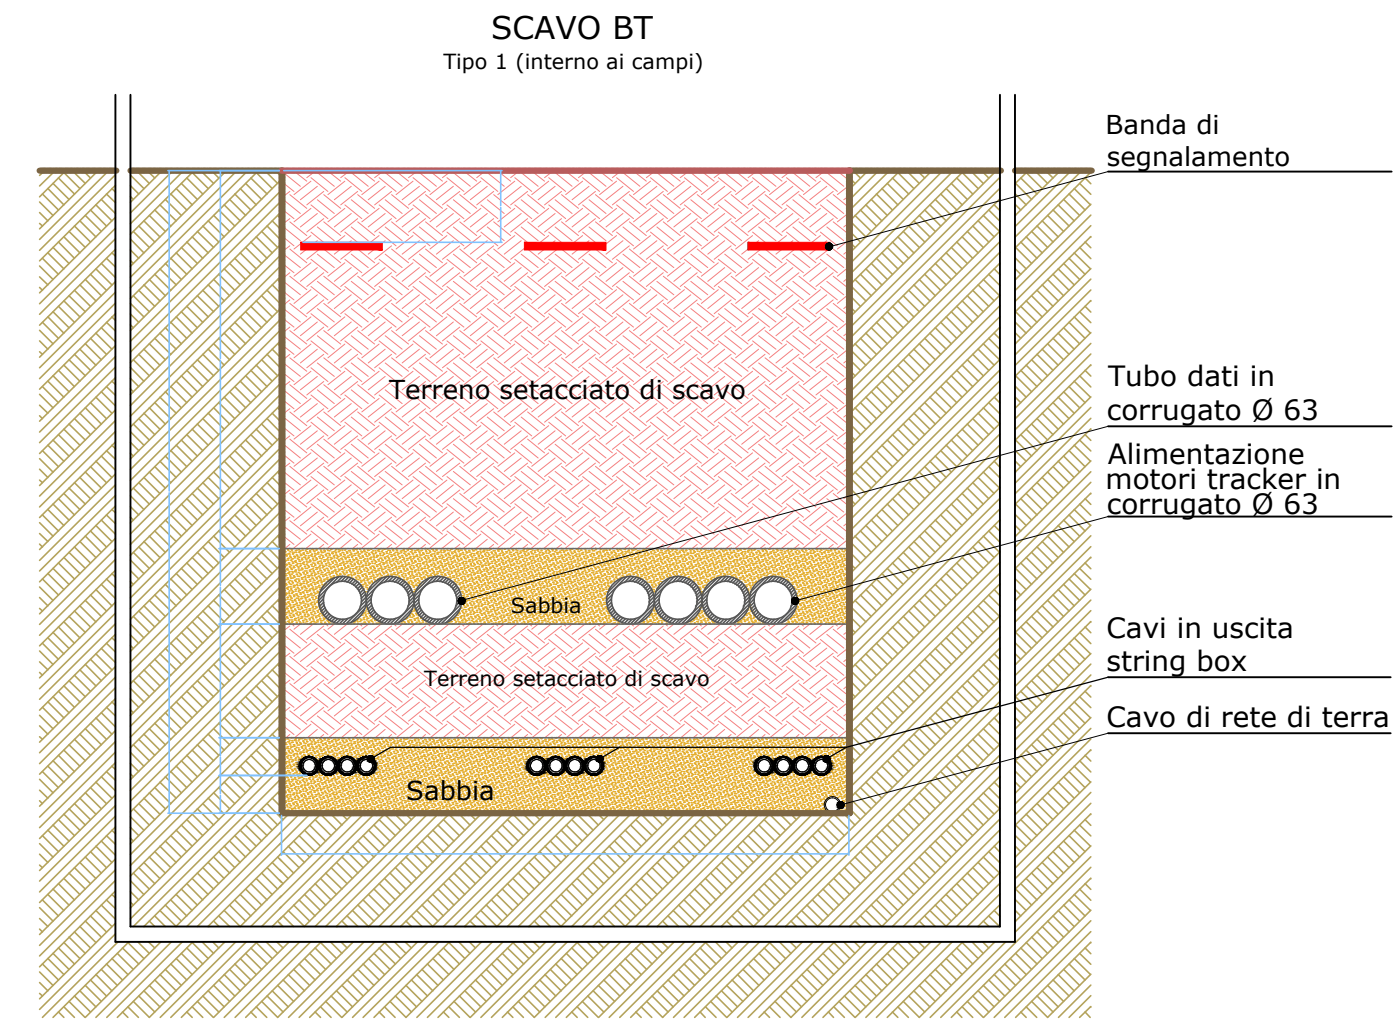 SCAVO BT
Tipo 1 (interno ai campi)
Banda di
segnalamento
Terreno setacciato di scavo
Tubo dati in
corrugato Ø 63
Alimentazione
motori tracker in
corrugato Ø 63
Sabbia
Cavi in uscita
string box
Terreno setacciato di scavo
Cavo di rete di terra
Sabbia